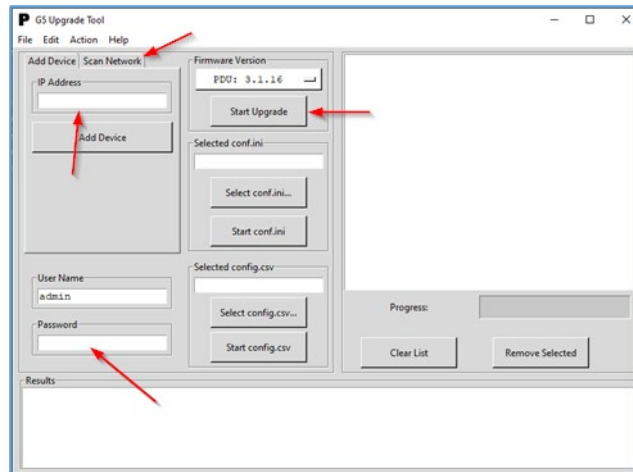 P G5 Upgrade Tool
File Edit Action Help
Add Device Scan Network
IP Address
Add Device
User Name
admin
Password
Firmware Version
PDU: 3.1.16
Start Upgrade
Selected conf.ini
Select conf.ini...
Start conf.ini
Selected config.csv
Select config.csv...
Start config.csv
Progress:
Clear List Remove Selected
Results